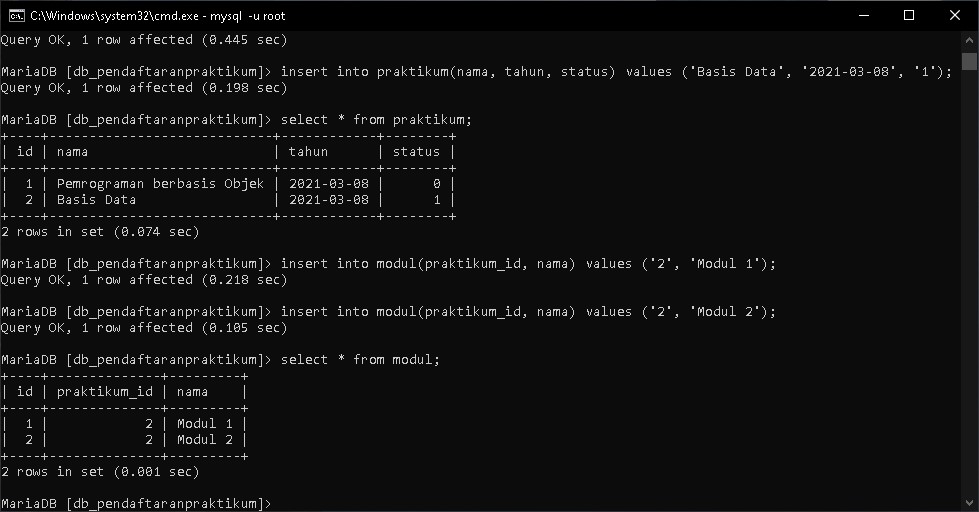 C:\Windows\system32\cmd.exe - mysql  -u root
Query OK, 1 row affected (0.445 sec)
MariaDB [db_pendaftaranpraktikum]> insert into praktikum(nama, tahun, status) values ('Basis Data', '2021-03-08', '1');
Query OK, 1 row affected (0.198 sec)
MariaDB [db_pendaftaranpraktikum]> select * from praktikum;
+----+----------------------------+------------+--------+
| id | nama                       | tahun      | status |
+----+----------------------------+------------+--------+
|  1 | Pemrograman berbasis Objek | 2021-03-08 |      0 |
|  2 | Basis Data                 | 2021-03-08 |      1 |
+----+----------------------------+------------+--------+
2 rows in set (0.074 sec)
MariaDB [db_pendaftaranpraktikum]> insert into modul(praktikum_id, nama) values ('2', 'Modul 1');
Query OK, 1 row affected (0.218 sec)
MariaDB [db_pendaftaranpraktikum]> insert into modul(praktikum_id, nama) values ('2', 'Modul 2');
Query OK, 1 row affected (0.105 sec)
MariaDB [db_pendaftaranpraktikum]> select * from modul;
+----+--------------+---------+
| id | praktikum_id | nama    |
+----+--------------+---------+
|  1 |            2 | Modul 1 |
|  2 |            2 | Modul 2 |
+----+--------------+---------+
2 rows in set (0.001 sec)
MariaDB [db_pendaftaranpraktikum]>